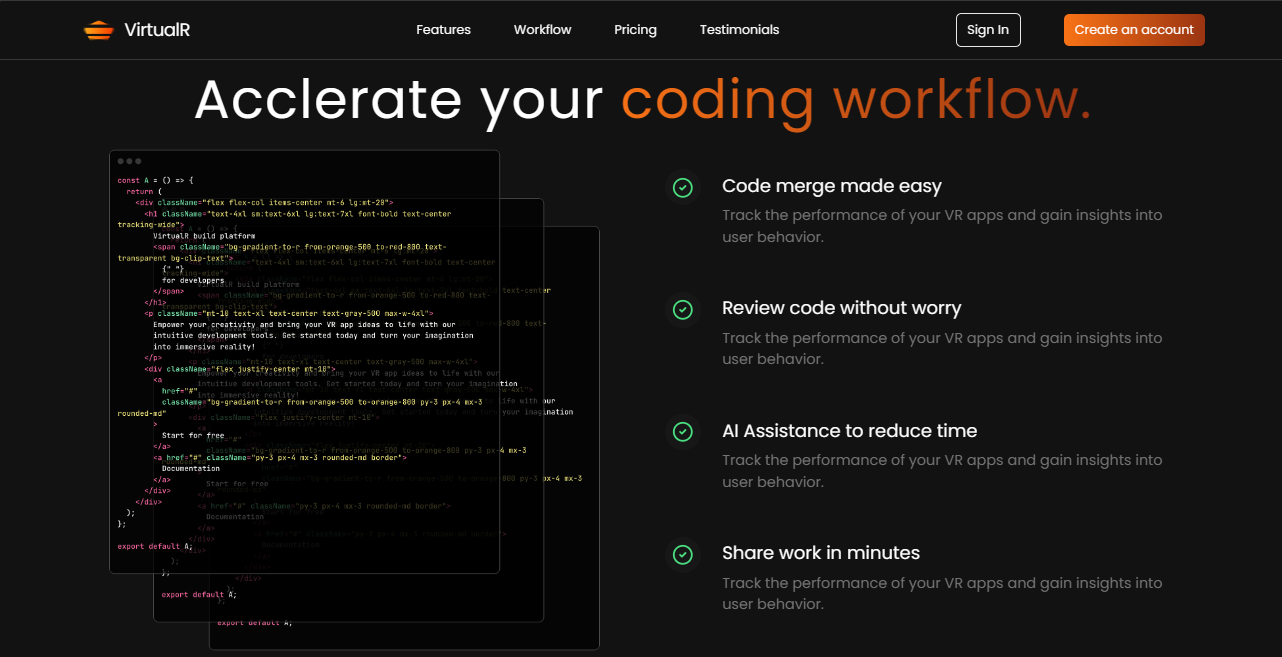 VirtualR
Features
Workflow
Pricing
Testimonials
Sign In
Create an account
Acclerate your coding workflow.
const A = () => {
return (
<div className="flex flex-col items-center mt-6 lg:mt-20">
<h1 className="text-4xl sm:text-6xl lg:text-7xl font-bold text-center
tracking-wide">
VirtualR build platform
<span className="bg-gradient-to-r from-orange-500 to-red-800 text-
transparent bg-clip-text">
{" "}
for developers
</span>
</h1>
<p className="mt-10 text-xl text-center text-gray-500 max-w-4xl">
Empower your creativity and bring your VR app ideas to life with our
intuitive development tools. Get started today and turn your imagination
into immersive reality!
</p>
<div className="flex justify-center mt-10">
<a
href="#"
className="bg-gradient-to-r from-orange-500 to-orange-800 py-3 px-4 mx-3
rounded-md"
>
Start for free
</a>
<a href="#" className="py-3 px-4 mx-3 rounded-md border">
Documentation
</a>
</div>
</div>
);
};
export default A;
};
export default A;
export default A;
Code merge made easy
Track the performance of your VR apps and gain insights into
user behavior.
Review code without worry
Track the performance of your VR apps and gain insights into
user behavior.
AI Assistance to reduce time
Track the performance of your VR apps and gain insights into
user behavior.
Share work in minutes
Track the performance of your VR apps and gain insights into
user behavior.